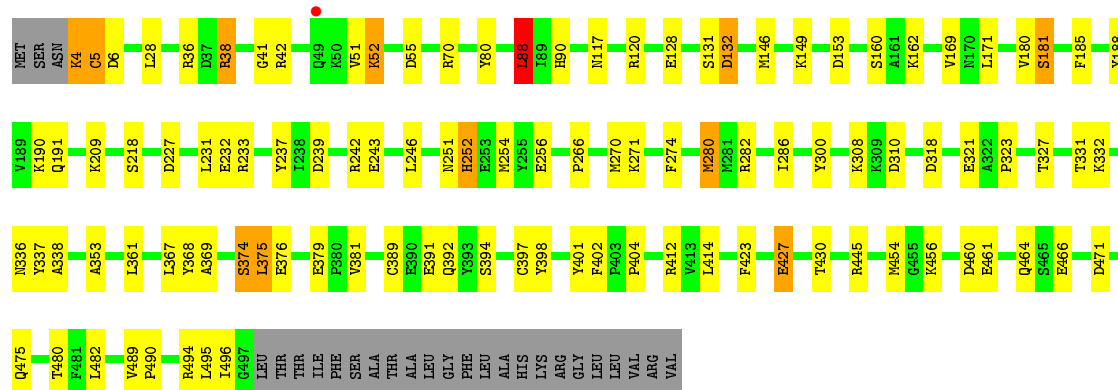 MET SER ASN K4 C5 D6 L28 R36 D37 R38 G41 R42 Q49 K50 V51 K52 D55 R70 Y80 L88 I89 H90 N117 R120 E128 S131 D132 M146 K149 D153 S160 A161 K162 V169 N170 L171 V180 S181 F185 Y188
V189 K190 Q191 K209 S218 D227 L231 E232 R233 Y237 I238 D239 R242 E243 L246 N251 H252 E253 M254 Y255 E256 P266 M270 K271 F274 M280 M281 R282 I286 Y300 K308 K309 D310 D318 E321 A322 P323 T327 T331 K332
N336 Y337 A338 A353 L361 L367 Y368 A369 S374 L375 E376 E379 P380 V381 C389 E390 E391 Q392 Y393 S394 C397 Y398 Y401 F402 P403 P404 R412 V413 L414 F423 E427 T430 R445 M454 G455 K456 D460 E461 Q464 S465 E466 D471
Q475 T480 F481 L482 V489 P490 R494 L495 I496 G497 LEU THR THR ILE PHE SER ALA THR ALA LEU GLY PHE LEU ALA HIS LYS ARG GLY LEU LEU VAL ARG VAL